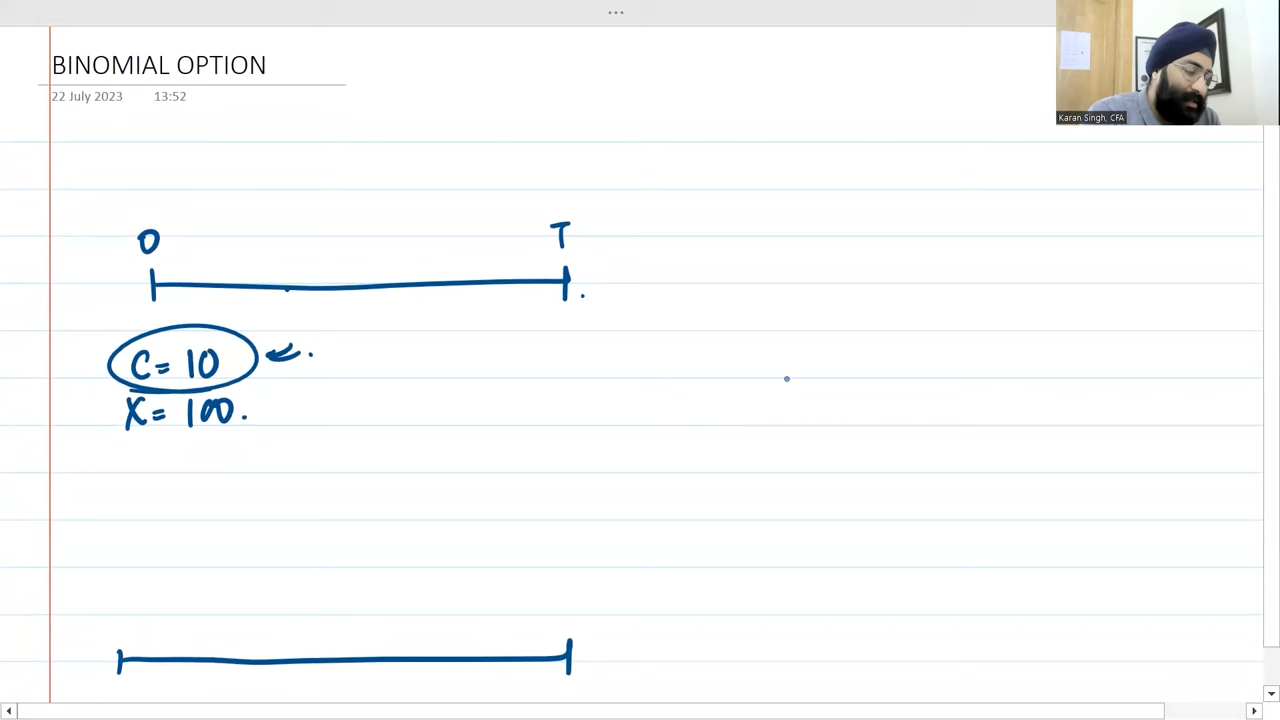 BINOMIAL OPTION
22 July 2023 13:52
Karan Singh, CFA
0 T
C = 10
X = 100.